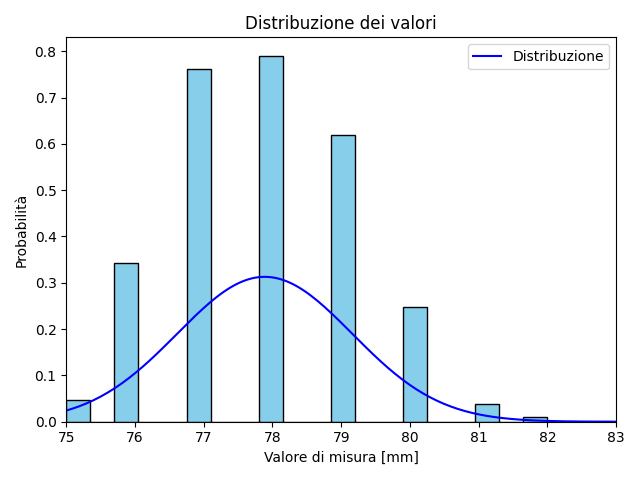 Distribuzione dei valori
Distribuzione
Probabilità
0.8
0.7
0.6
0.5
0.4
0.3
0.2
0.1
0.0
75 76 77 78 79 80 81 82 83
Valore di misura [mm]